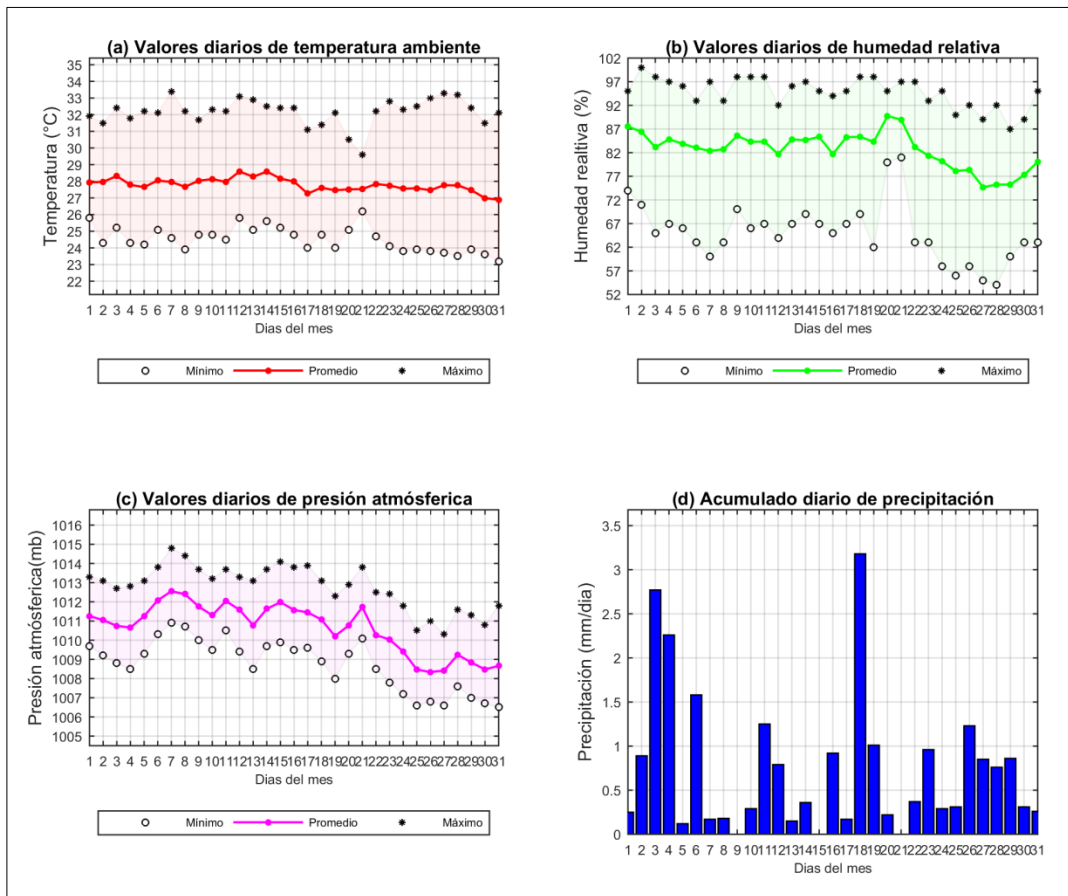 (a) Valores diarios de temperatura ambiente
Temperatura (°C)
35
34
33
32
31
30
29
28
27
26
25
24
23
22
1 2 3 4 5 6 7 8 9 10 11 12 13 14 15 16 17 18 19 20 21 22 23 24 25 26 27 28 29 30 31
Dias del mes
Mínimo Promedio Máximo
(b) Valores diarios de humedad relativa
Humedad realtiva (%)
102
97
92
87
82
77
72
67
62
57
52
1 2 3 4 5 6 7 8 9 10 11 12 13 14 15 16 17 18 19 20 21 22 23 24 25 26 27 28 29 30 31
Dias del mes
Mínimo Promedio Máximo
(c) Valores diarios de presión atmósferica
Presión atmósferica(mb)
1016
1015
1014
1013
1012
1011
1010
1009
1008
1007
1006
1005
1 2 3 4 5 6 7 8 9 10 11 12 13 14 15 16 17 18 19 20 21 22 23 24 25 26 27 28 29 30 31
Dias del mes
Mínimo Promedio Máximo
(d) Acumulado diario de precipitación
Precipitación (mm/dia)
3.5
3
2.5
2
1.5
1
0.5
0
1 2 3 4 5 6 7 8 9 10 11 12 13 14 15 16 17 18 19 20 21 22 23 24 25 26 27 28 29 30 31
Dias del mes